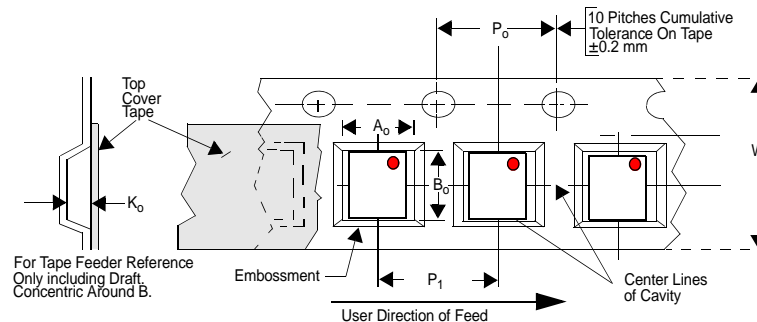 10 Pitches Cumulative
Tolerance On Tape
±0.2 mm
Po
Top
Cover
Tape
Ao
W
Bo
Ko
For Tape Feeder Reference
Only including Draft.
Concentric Around B.
Embossment
P1
Center Lines
of Cavity
User Direction of Feed